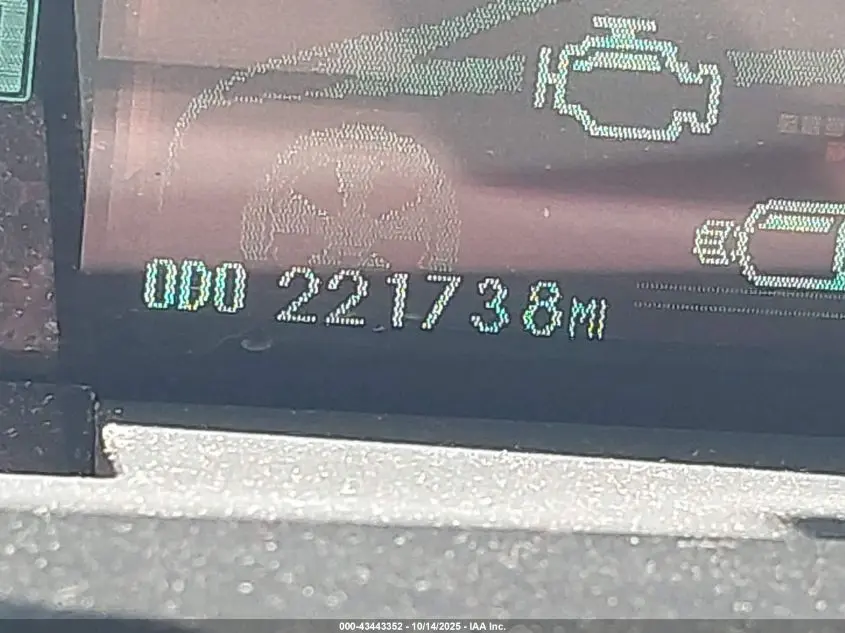 ODO 221738MI
000-43443352 - 10/14/2025 - IAA Inc.